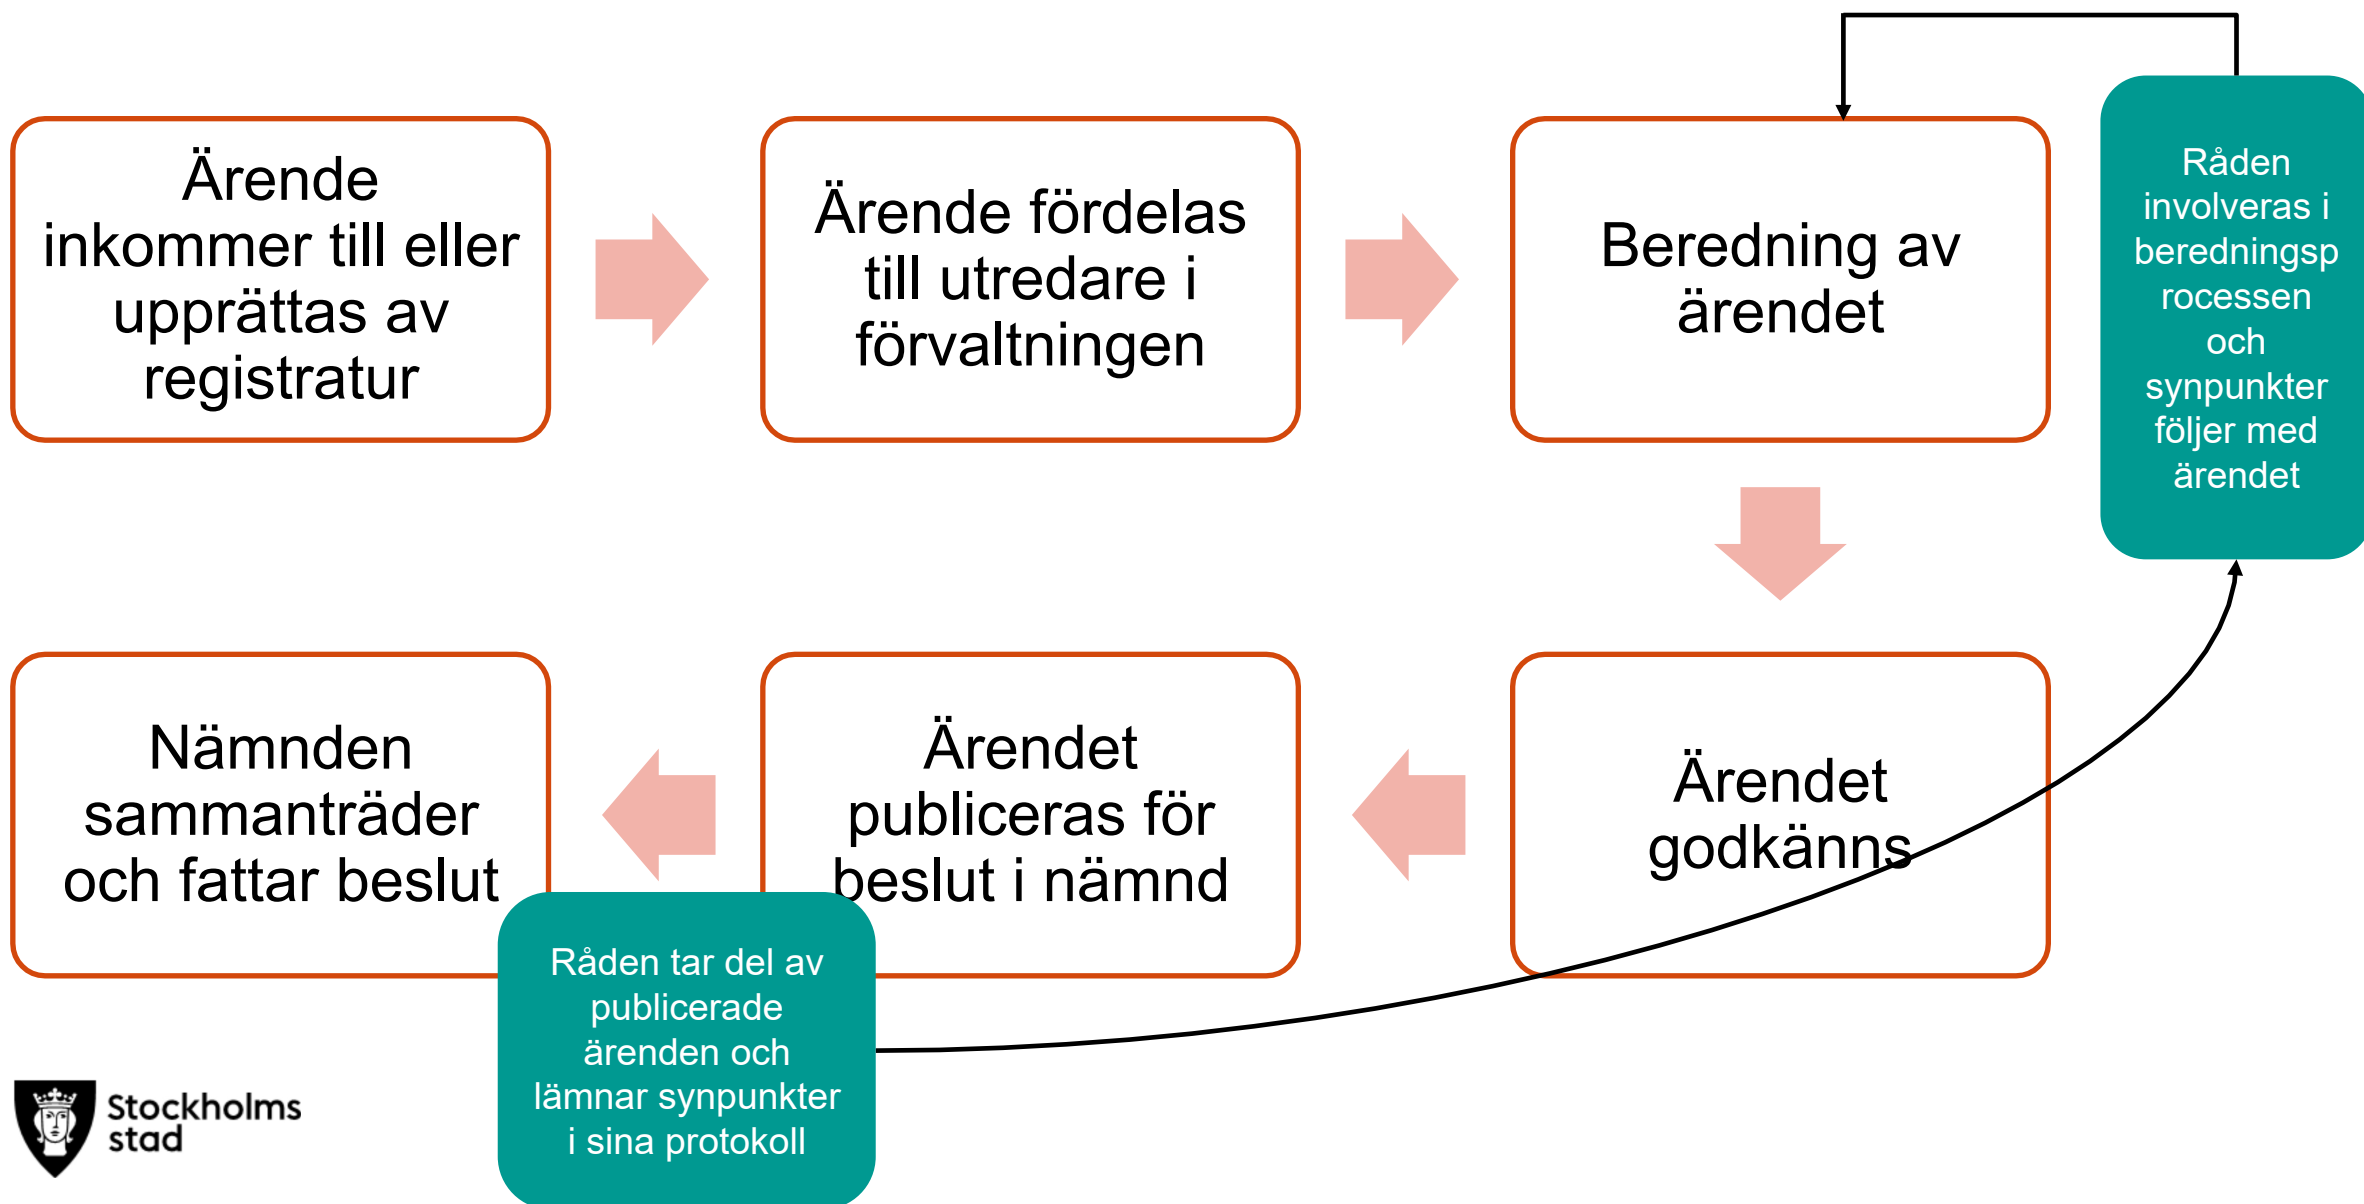 Ärende
inkommer till eller
upprättas av
registratur
Ärende fördelas
till utredare i
förvaltningen
Beredning av
ärendet
Råden
involveras i
beredningsp
rocessen
och
synpunkter
följer med
ärendet
Ärendet
godkänns
Ärendet
publiceras för
beslut i nämnd
Nämnden
sammanträder
och fattar beslut
Råden tar del av
publicerade
ärenden och
lämnar synpunkter
i sina protokoll
Stockholms
stad